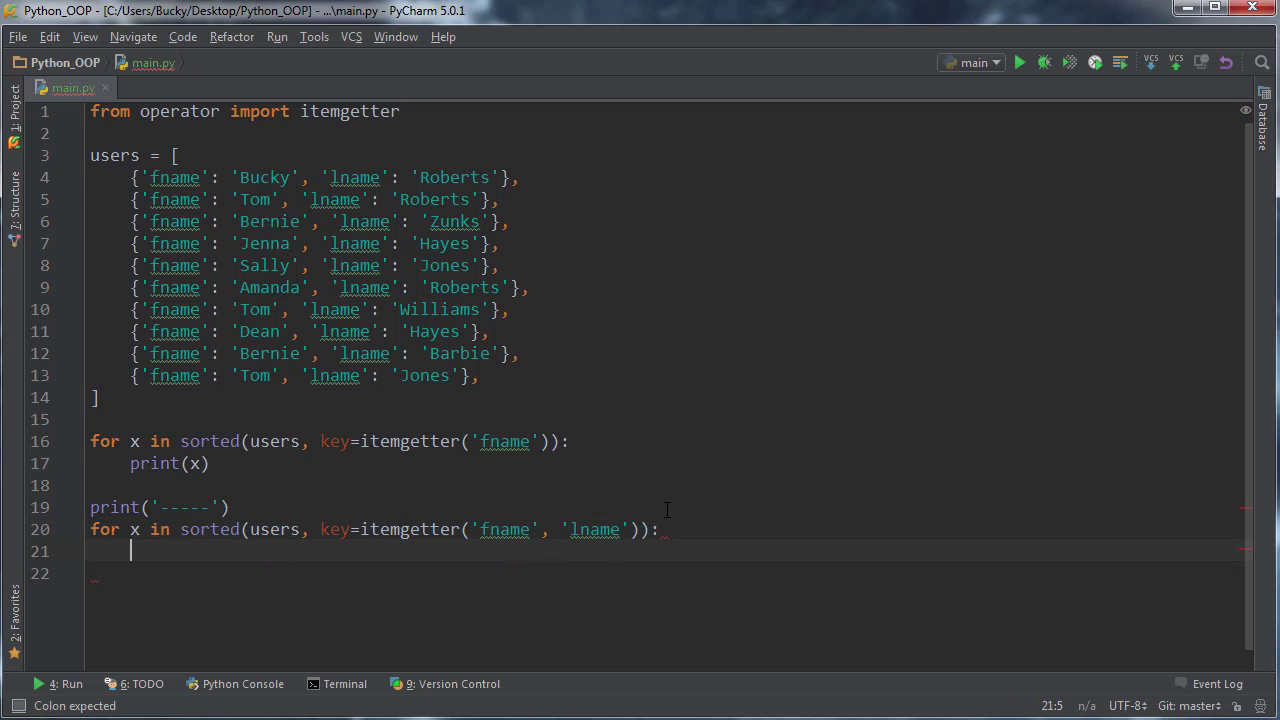 Python_OOP - [C:/Users/Bucky/Desktop/Python_OOP] - ...\main.py - PyCharm 5.0.1
File Edit View Navigate Code Refactor Run Tools VCS Window Help
Python_OOP main.py main VCS VCS
1: Project
7: Structure
2: Favorites
main.py
Database
1 from operator import itemgetter
2
3 users = [
4 {'fname': 'Bucky', 'lname': 'Roberts'},
5 {'fname': 'Tom', 'lname': 'Roberts'},
6 {'fname': 'Bernie', 'lname': 'Zunks'},
7 {'fname': 'Jenna', 'lname': 'Hayes'},
8 {'fname': 'Sally', 'lname': 'Jones'},
9 {'fname': 'Amanda', 'lname': 'Roberts'},
10 {'fname': 'Tom', 'lname': 'Williams'},
11 {'fname': 'Dean', 'lname': 'Hayes'},
12 {'fname': 'Bernie', 'lname': 'Barbie'},
13 {'fname': 'Tom', 'lname': 'Jones'},
14 ]
15
16 for x in sorted(users, key=itemgetter('fname')):
17 print(x)
18
19 print('-----')
20 for x in sorted(users, key=itemgetter('fname', 'lname')):
21
22
4: Run 6: TODO Python Console Terminal 9: Version Control Event Log
Colon expected 21:5 n/a UTF-8 Git: master